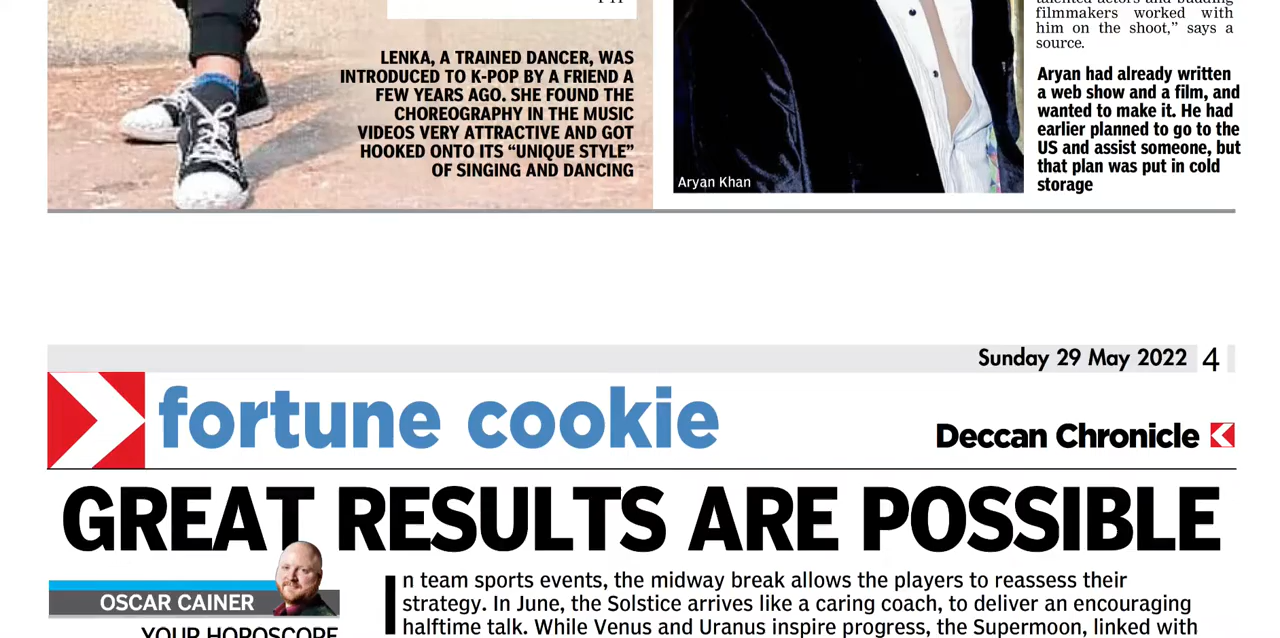 LENKA, A TRAINED DANCER, WAS
INTRODUCED TO K-POP BY A FRIEND A
FEW YEARS AGO. SHE FOUND THE
CHOREOGRAPHY IN THE MUSIC
VIDEOS VERY ATTRACTIVE AND GOT
HOOKED ONTO ITS “UNIQUE STYLE”
OF SINGING AND DANCING
Aryan Khan
talented actors and budding
filmmakers worked with
him on the shoot,” says a
source.
Aryan had already written
a web show and a film, and
wanted to make it. He had
earlier planned to go to the
US and assist someone, but
that plan was put in cold
storage
Sunday 29 May 2022 4
fortune cookie
Deccan Chronicle
GREAT RESULTS ARE POSSIBLE
OSCAR CAINER
YOUR HOROSCOPE
In team sports events, the midway break allows the players to reassess their
strategy. In June, the Solstice arrives like a caring coach, to deliver an encouraging
halftime talk. While Venus and Uranus inspire progress, the Supermoon, linked with